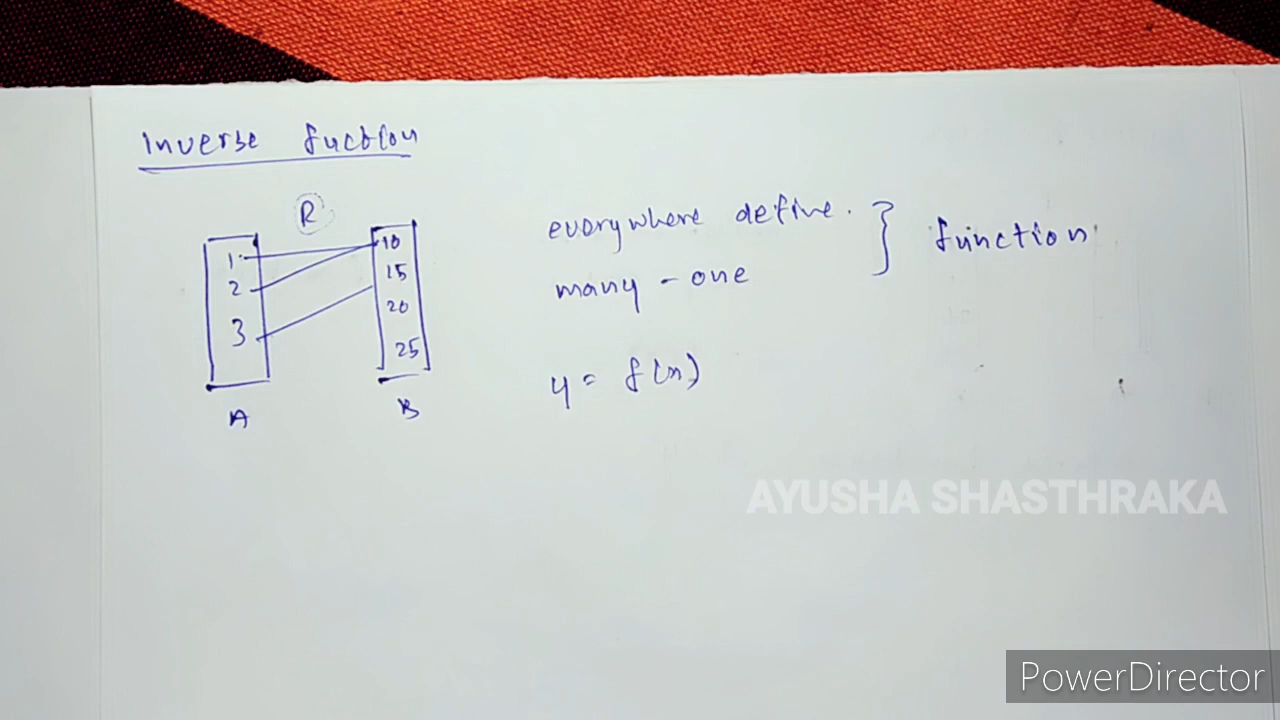 Inverse fuction
R
everywhere define.
many - one
} function
1
2
3
10
15
20
25
A
B
y = f(x)
AYUSHA SHASTHRAKA
PowerDirector